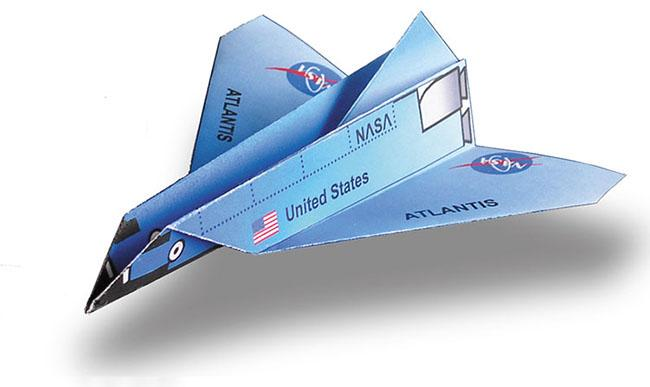 ATLANTIS
NASA
United States
ATLANTIS